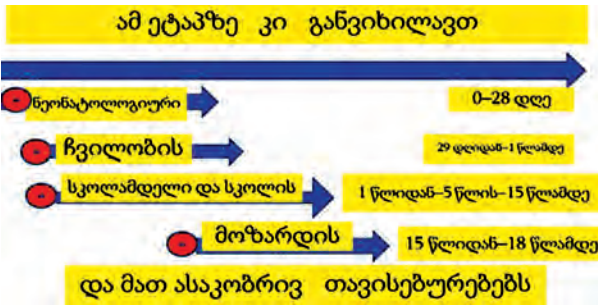 ამ ეტაპზე კი განვიხილავთ
ნეონატოლოგიური 0–28 დღე
ჩვილობის 29 დღიდან–1 წლამდე
სკოლამდელი და სკოლის 1 წლიდან–5 წლის–15 წლამდე
მოზარდის 15 წლიდან–18 წლამდე
და მათ ასაკობრივ თავისებურებებს